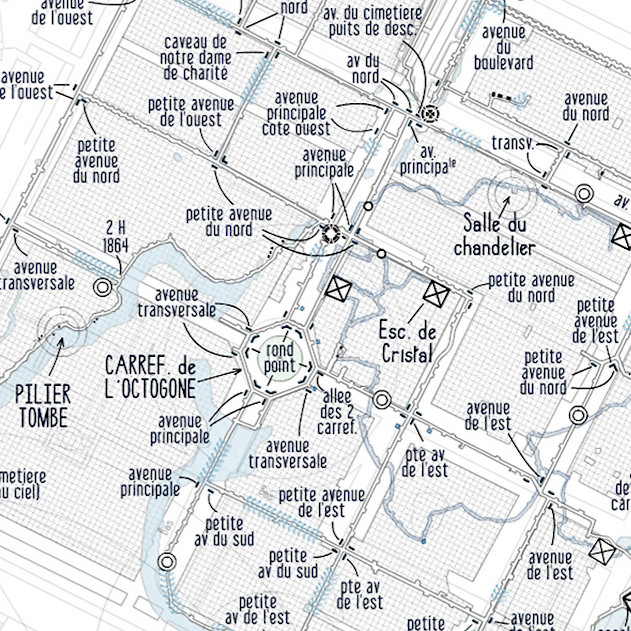 avenue
de l'ouest
nord
av. du cimetiere
puits de desc.
avenue
du
boulevard
caveau de
notre dame
de charité
av du
nord
avenue
petite avenue
de l'ouest
avenue
principale
coté ouest
avenue
du nord
transv.
petite
avenue
du nord
avenue
principale
av.
principale
av.
petite avenue
du nord
2 H
1864
Salle du
chandelier
avenue
transversale
avenue
transversale
petite avenue
du nord
petite
avenue
de l'est
Esc. de
Cristal
rond
point
CARREF. de
L'OCTOGONE
PILIER
TOMBE
petite
avenue
du nord
allee
des 2
carref.
avenue
principale
avenue
de l'est
avenue
transversale
pte av
de l'est
avenue
principale
petite avenue
de l'est
petite
av du sud
petite
av du sud
avenue
de l'est
pte av
de l'est
petite
av de l'est
petite
avenue